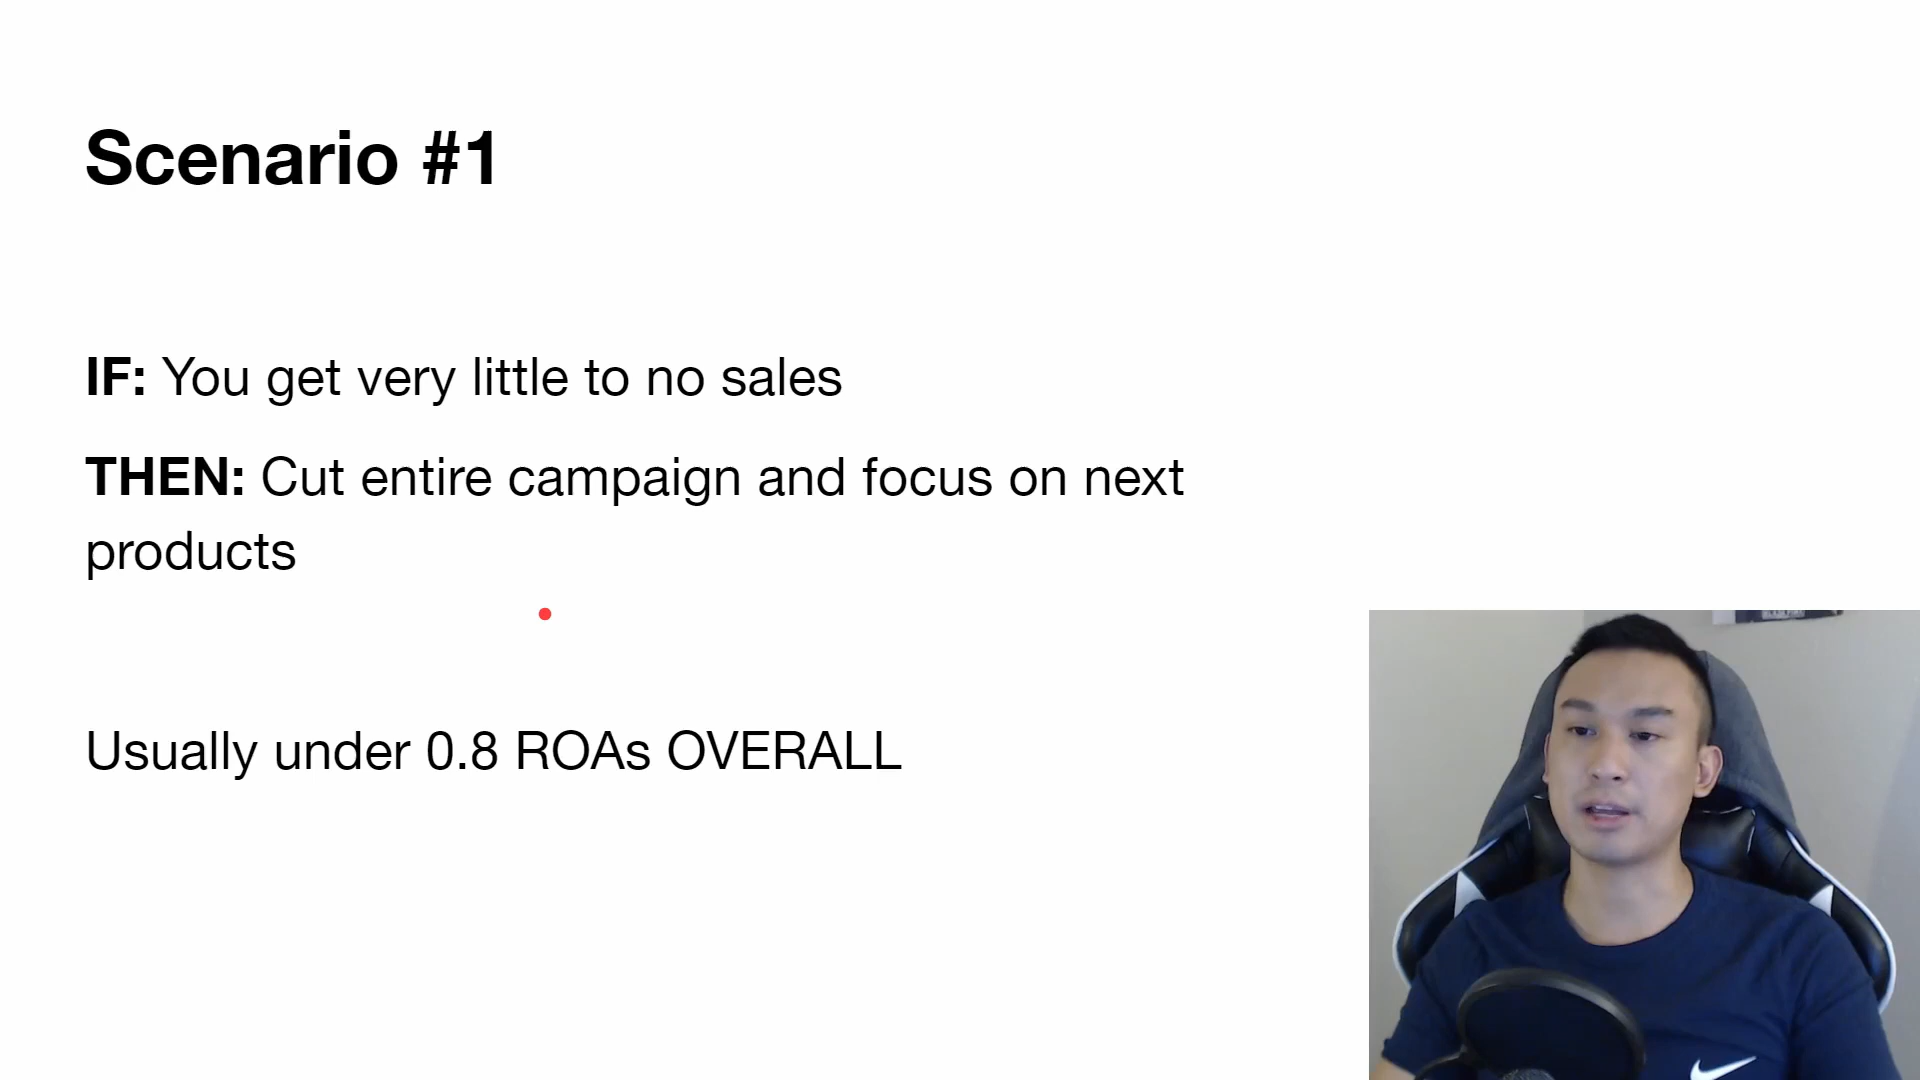 Scenario #1
IF: You get very little to no sales
THEN: Cut entire campaign and focus on next
products
Usually under 0.8 ROAs OVERALL